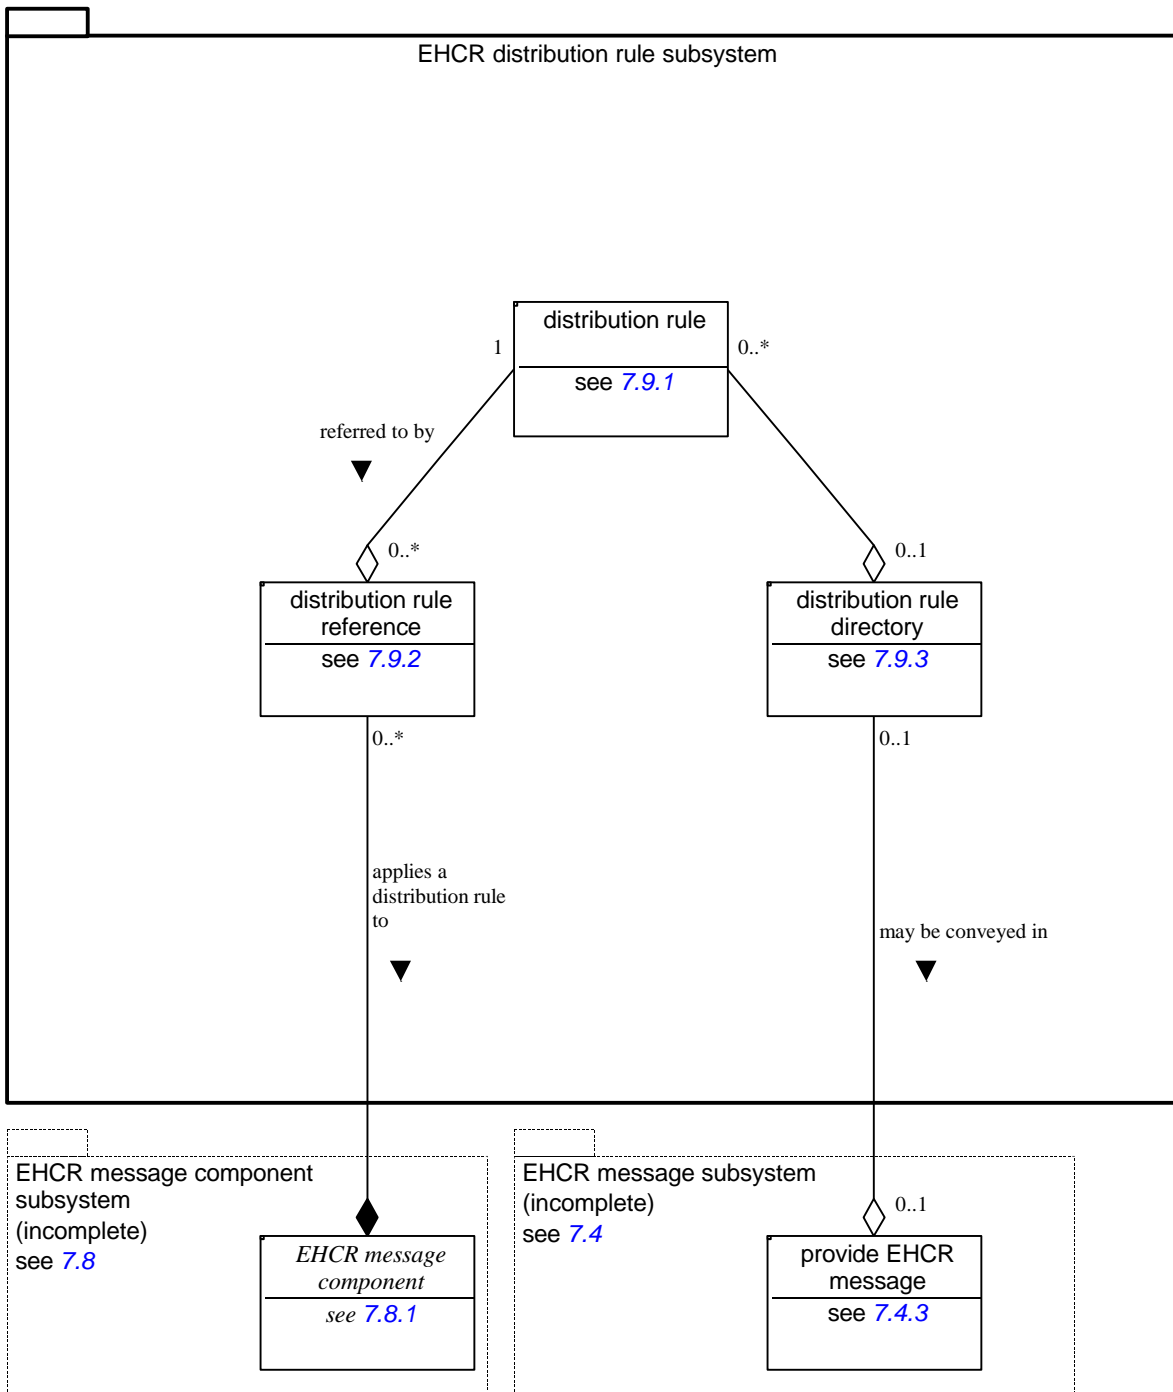 EHCR distribution rule subsystem
distribution rule
1
0..*
see 7.9.1
referred to by
0..*
0..1
distribution rule
reference
see 7.9.2
distribution rule
directory
see 7.9.3
0..*
0..1
applies a
distribution rule
to
may be conveyed in
EHCR message component
subsystem
(incomplete)
see 7.8
EHCR message
component
see 7.8.1
EHCR message subsystem
(incomplete)
see 7.4
0..1
provide EHCR
message
see 7.4.3